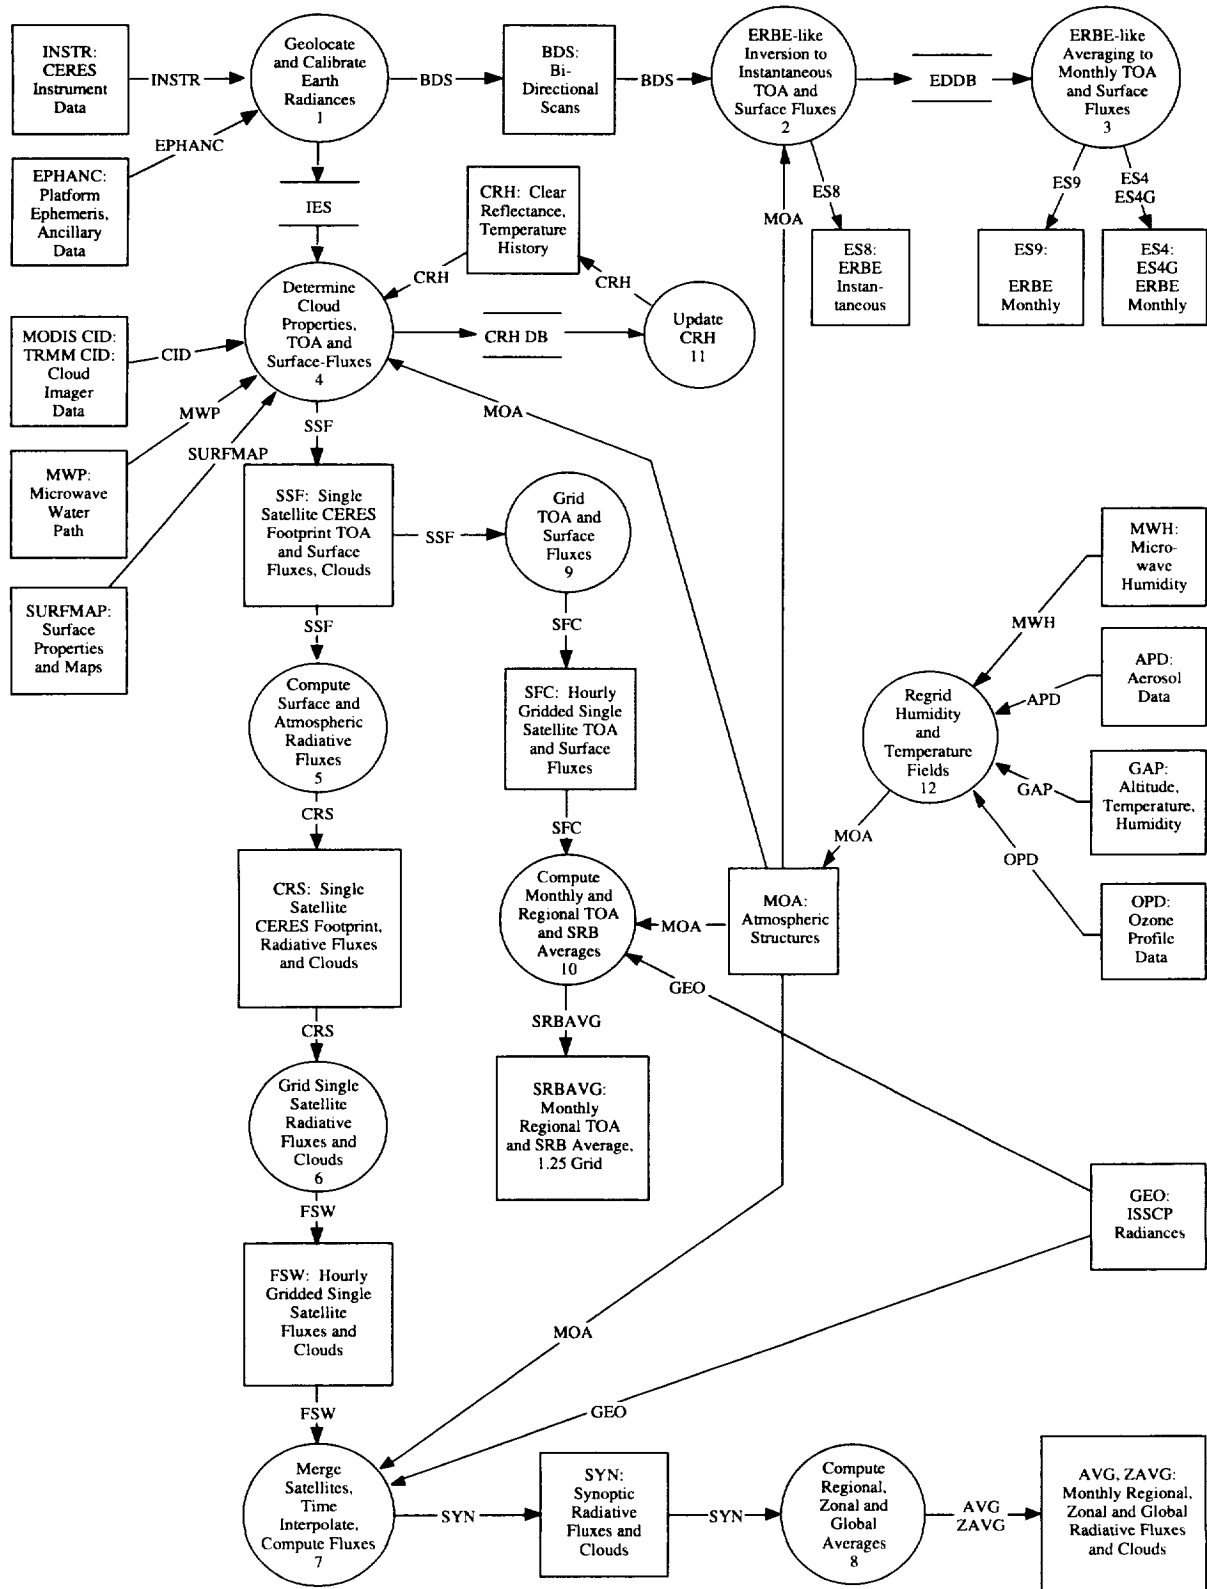 INSTR:
CERES
Instrument
Data
INSTR
Geolocate
and Calibrate
Earth
Radiances
1
BDS
BDS:
Bi-
Directional
Scans
BDS
ERBE-like
Inversion to
Instantaneous
TOA and
Surface Fluxes
2
EDDB
ERBE-like
Averaging to
Monthly TOA
and Surface
Fluxes
3
EPHANC
EPHANC:
Platform
Ephemeris,
Ancillary
Data
IES
CRH: Clear
Reflectance,
Temperature
History
MOA
ES8
ES9
ES4
ES4G
ES8:
ERBE
Instan-
taneous
ES9:
ERBE
Monthly
ES4:
ES4G
ERBE
Monthly
CRH
CRH
Determine
Cloud
Properties,
TOA and
Surface-Fluxes
4
CRH DB
Update
CRH
11
MODIS CID:
TRMM CID:
Cloud
Imager
Data
CID
MWP
MOA
SSF
SURFMAP
MWP:
Microwave
Water
Path
SSF: Single
Satellite CERES
Footprint TOA
and Surface
Fluxes, Clouds
SSF
Grid
TOA and
Surface
Fluxes
9
MWH:
Micro-
wave
Humidity
SURFMAP:
Surface
Properties
and Maps
SSF
SFC
MWH
APD:
Aerosol
Data
Compute
Surface and
Atmospheric
Radiative
Fluxes
5
SFC: Hourly
Gridded Single
Satellite TOA
and Surface
Fluxes
Regrid
Humidity
and
Temperature
Fields
12
APD
GAP
GAP:
Altitude,
Temperature,
Humidity
CRS
SFC
MOA
OPD
CRS: Single
Satellite
CERES Footprint,
Radiative Fluxes
and Clouds
Compute
Monthly and
Regional TOA
and SRB
Averages
10
MOA
MOA:
Atmospheric
Structures
OPD:
Ozone
Profile
Data
GEO
CRS
SRBAVG
Grid Single
Satellite
Radiative
Fluxes and
Clouds
6
SRBAVG:
Monthly
Regional TOA
and SRB Average,
1.25 Grid
GEO:
ISSCP
Radiances
FSW
FSW: Hourly
Gridded Single
Satellite
Fluxes and
Clouds
MOA
FSW
GEO
Merge
Satellites,
Time
Interpolate,
Compute Fluxes
7
SYN
SYN:
Synoptic
Radiative
Fluxes and
Clouds
SYN
Compute
Regional,
Zonal and
Global
Averages
8
AVG
ZAVG
AVG, ZAVG:
Monthly Regional,
Zonal and Global
Radiative Fluxes
and Clouds